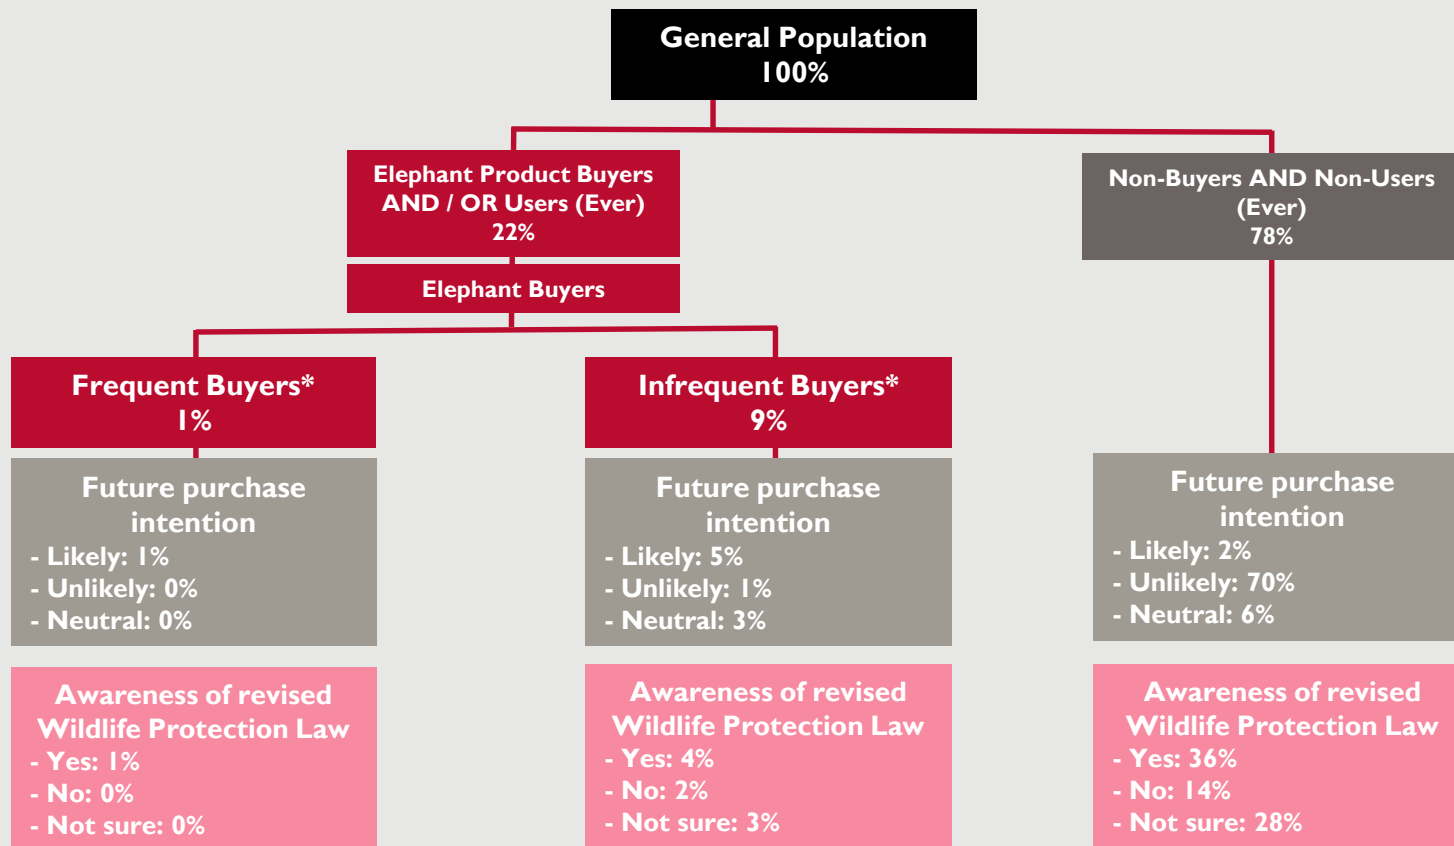 General Population
100%
Elephant Product Buyers
AND / OR Users (Ever)
22%
Non-Buyers AND Non-Users
(Ever)
78%
Elephant Buyers
Frequent Buyers*
1%
Infrequent Buyers*
9%
Future purchase
intention
- Likely: 1%
- Unlikely: 0%
- Neutral: 0%
Future purchase
intention
- Likely: 5%
- Unlikely: 1%
- Neutral: 3%
Future purchase
intention
- Likely: 2%
- Unlikely: 70%
- Neutral: 6%
Awareness of revised
Wildlife Protection Law
- Yes: 1%
- No: 0%
- Not sure: 0%
Awareness of revised
Wildlife Protection Law
- Yes: 4%
- No: 2%
- Not sure: 3%
Awareness of revised
Wildlife Protection Law
- Yes: 36%
- No: 14%
- Not sure: 28%